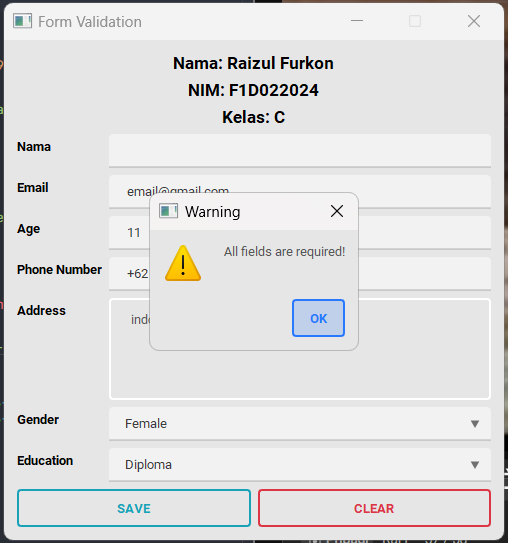 Form Validation
Nama: Raizul Furkon
NIM: F1D022024
Kelas: C
Nama
Email
email@gmail.com
Warning
Age
11
All fields are required!
Phone Number
+62
Address
OK
Gender
Female
Education
Diploma
SAVE
CLEAR